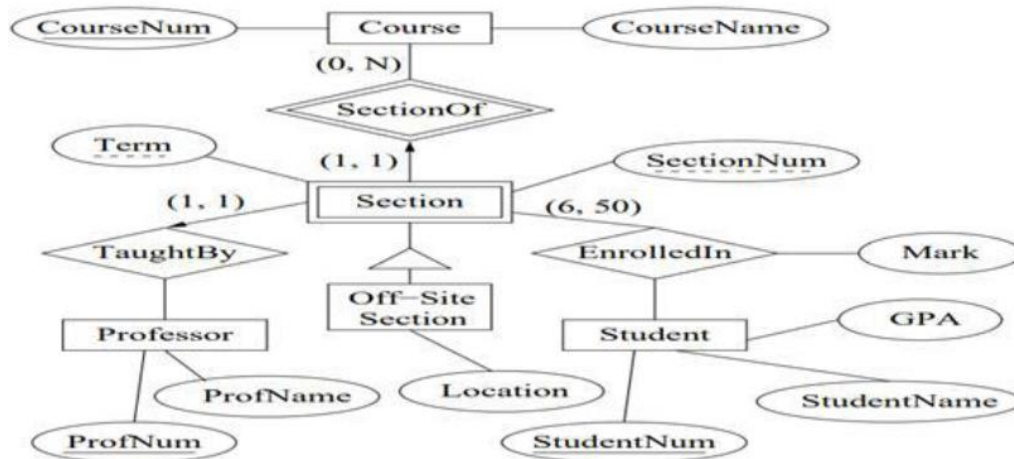 CourseNum Course CourseName
(0, N)
SectionOf
Term
(1, 1)
SectionNum
(1, 1) Section (6, 50)
TaughtBy EnrolledIn Mark
Off-Site
Section
Professor Student GPA
ProfName Location StudentName
ProfNum StudentNum